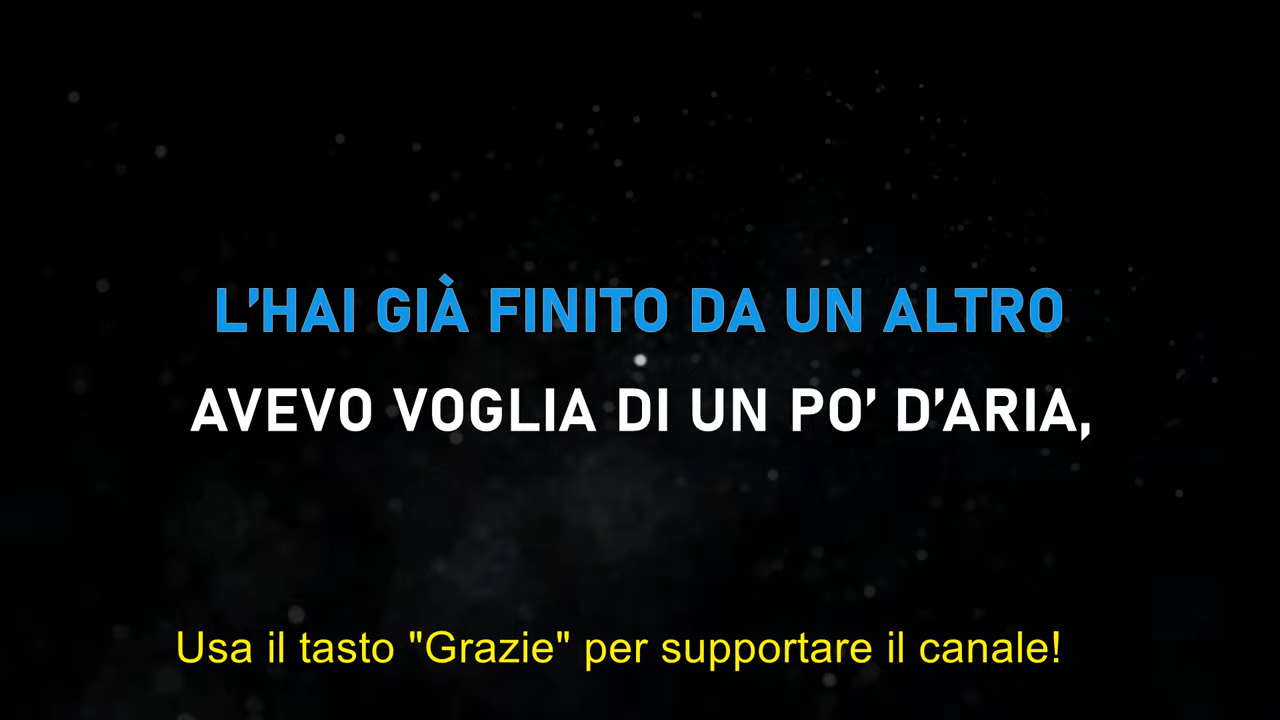 L’HAI GIÀ FINITO DA UN ALTRO
AVEVO VOGLIA DI UN PO’ D’ARIA,
Usa il tasto "Grazie" per supportare il canale!